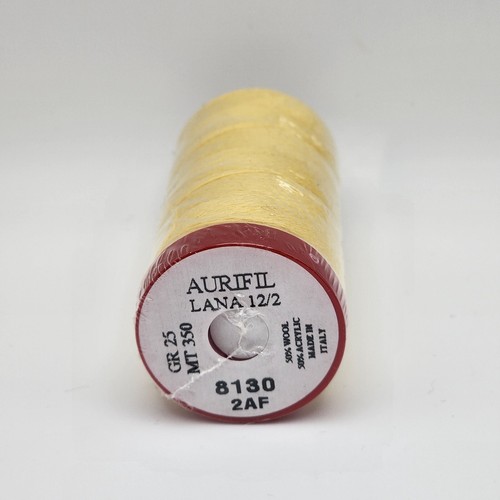 AURIFIL
LANA 12/2
GR 25
MT 350
50% WOOL
50% ACRYLIC
MADE IN
ITALY
8130
2AF